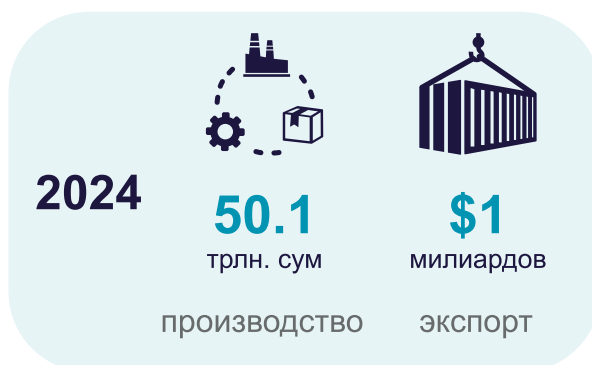 2024
50.1
трлн. сум
производство
$1
милиардов
экспорт